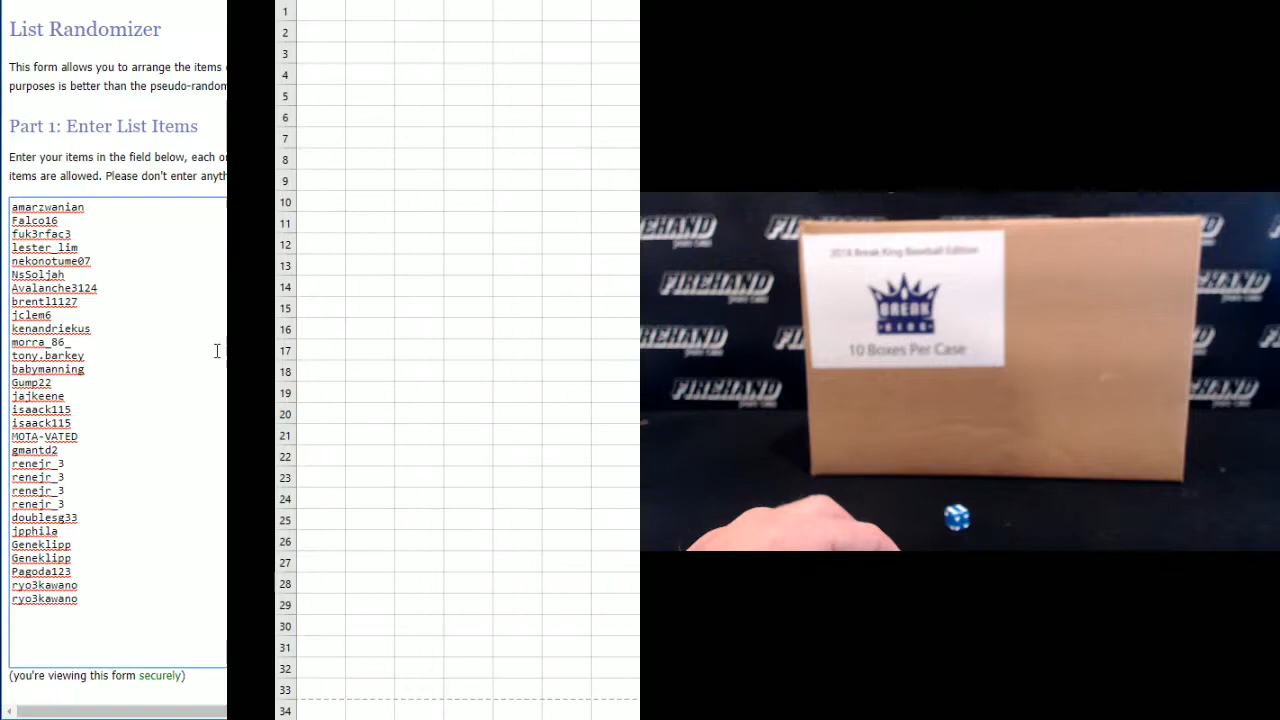 List Randomizer
This form allows you to arrange the items
purposes is better than the pseudo-random
Part 1: Enter List Items
Enter your items in the field below, each
items are allowed. Please don't enter
amarzwanian
Falco16
fuk3rfac3
lester_lim
nekonotume07
NsSoljah
Avalanche3124
brentl1127
jclem6
kenandriekus
morra_86_
tony.barkey
babymanning
Gump22
jajkeene
isaack115
isaack115
MOTA-VATED
gmantd2
renejr_3
renejr_3
renejr_3
renejr_3
doublesg33
jpphila
Geneklipp
Geneklipp
Pagoda123
ryo3kawano
ryo3kawano
(you're viewing this form securely)
1
2
3
4
5
6
7
8
9
10
11
12
13
14
15
16
17
18
19
20
21
22
23
24
25
26
27
28
29
30
31
32
33
34
2018 Break King Baseball Edition
BREAK
KING
10 Boxes Per Case
FIREHAND
FIREHAND
FIREHAND